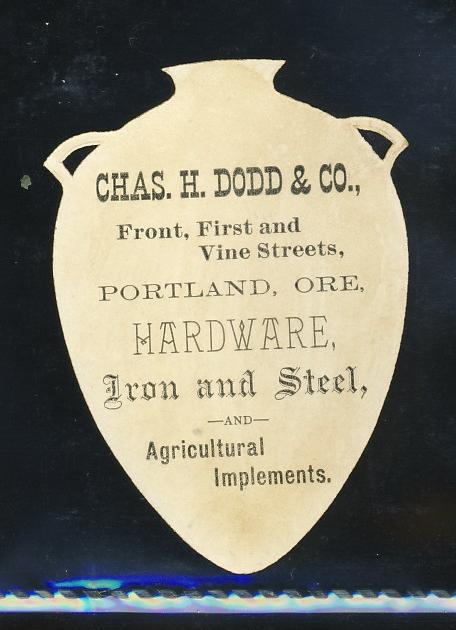 CHAS. H. DODD & CO.,
Front, First and
Vine Streets,
PORTLAND, ORE,
HARDWARE,
Iron and Steel,
—AND—
Agricultural
Implements.